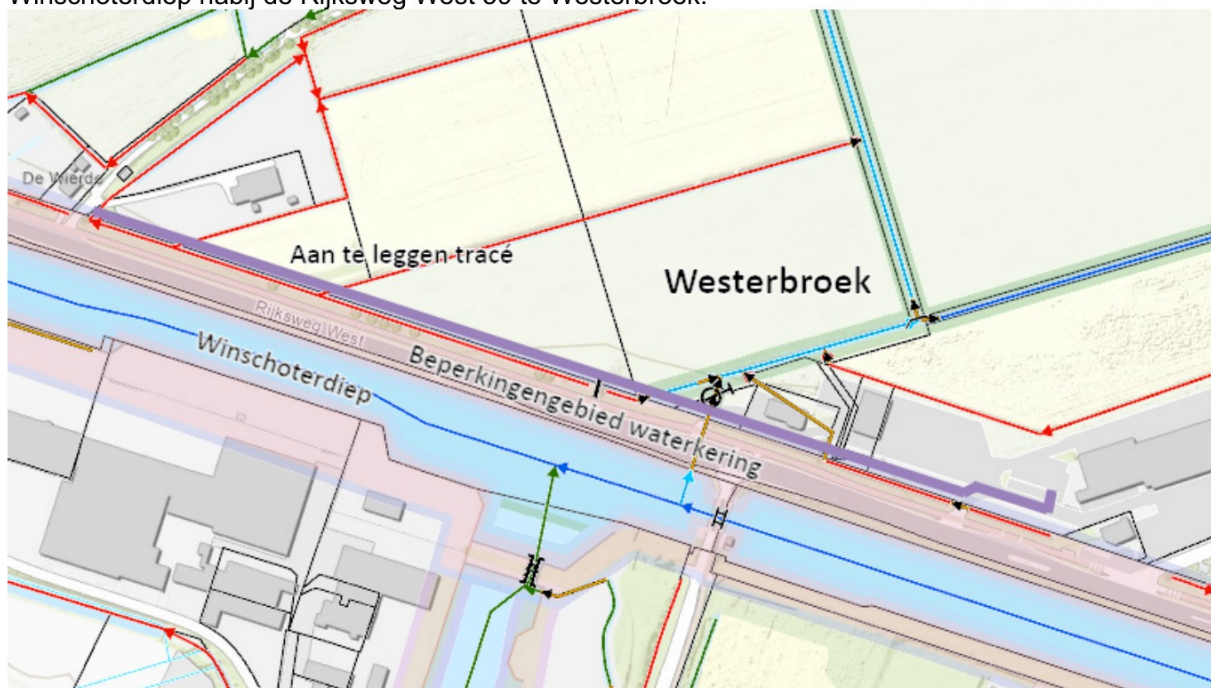 Winschoterdiep nabij de Rijksweg West
te Westerbroek.
De Wierde
Aan te leggen tracé
Westerbroek
Rijksweg West
Winschoterdiep
Beperkingengebied waterkering